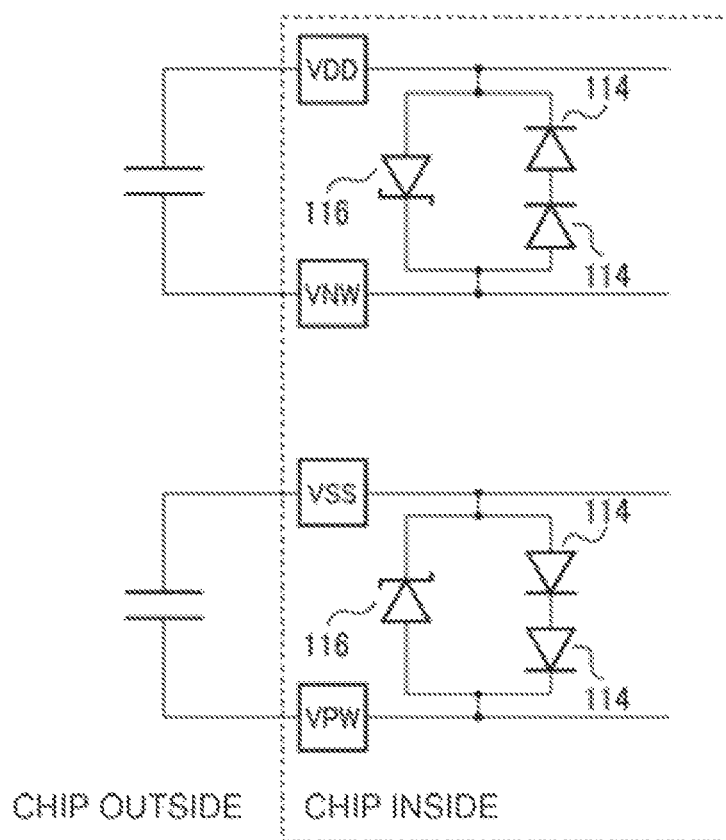 VDD
114
116
114
VNW
VSS
114
116
114
VPW
CHIP OUTSIDE
CHIP INSIDE